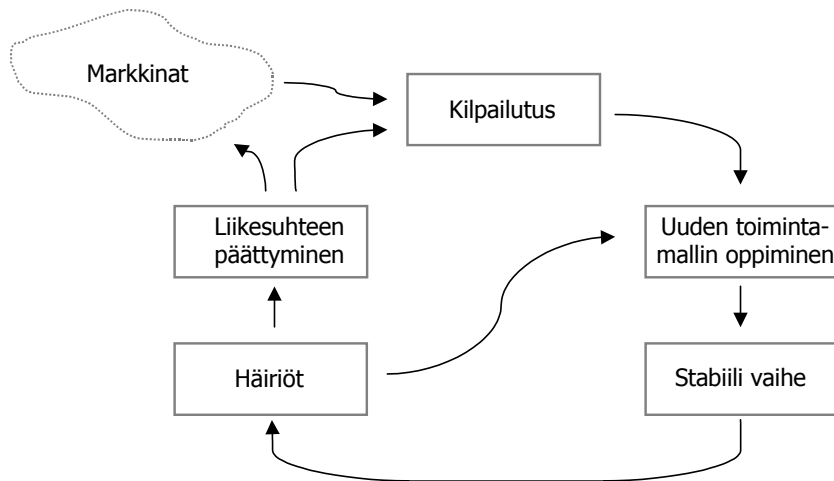 Markkinat
Kilpailutus
Liikesuhteen
päättyminen
Uuden toiminta-
mallin oppiminen
Häiriöt
Stabiili vaihe